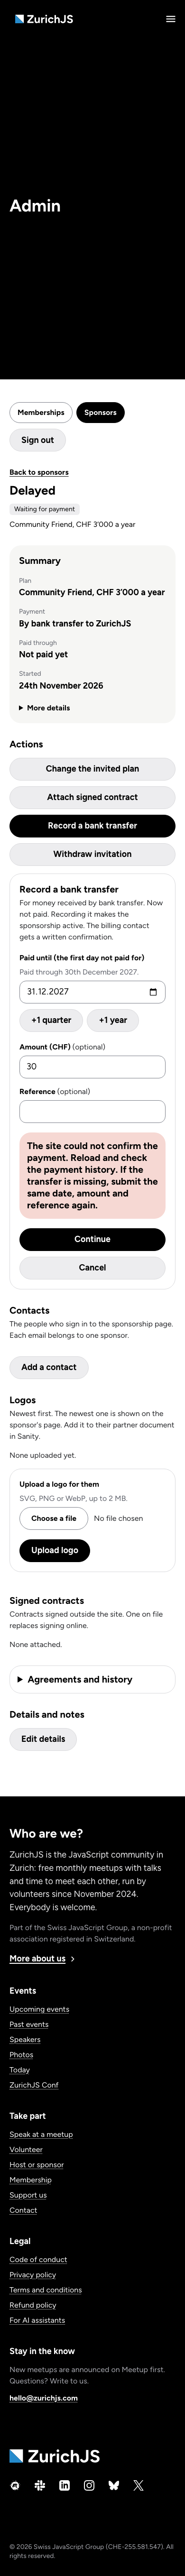 ZurichJS
Admin
Memberships
Sponsors
Sign out
Back to sponsors
Delayed
Waiting for payment
Community Friend, CHF 3'000 a year
Summary
Plan
Community Friend, CHF 3'000 a year
Payment
By bank transfer to ZurichJS
Paid through
Not paid yet
Started
24th November 2026
More details
Actions
Change the invited plan
Attach signed contract
Record a bank transfer
Withdraw invitation
Record a bank transfer
For money received by bank transfer. Now
not paid. Recording it makes the
sponsorship active. The billing contact
gets a written confirmation.
Paid until (the first day not paid for)
Paid through 30th December 2027.
31.12.2027
+1 quarter
+1 year
Amount (CHF) (optional)
30
Reference (optional)
The site could not confirm the
payment. Reload and check
the payment history. If the
transfer is missing, submit the
same date, amount and
reference again.
Continue
Cancel
Contacts
The people who sign in to the sponsorship page.
Each email belongs to one sponsor.
Add a contact
Logos
Newest first. The newest one is shown on the
sponsor's page. Add it to their partner document
in Sanity.
None uploaded yet.
Upload a logo for them
SVG, PNG or WebP, up to 2 MB.
Choose a file
No file chosen
Upload logo
Signed contracts
Contracts signed outside the site. One on file
replaces signing online.
None attached.
Agreements and history
Details and notes
Edit details
Who are we?
ZurichJS is the JavaScript community in
Zurich: free monthly meetups with talks
and time to meet each other, run by
volunteers since November 2024.
Everybody is welcome.
Part of the Swiss JavaScript Group, a non-profit
association registered in Switzerland.
More about us
Events
Upcoming events
Past events
Speakers
Photos
Today
ZurichJS Conf
Take part
Speak at a meetup
Volunteer
Host or sponsor
Membership
Support us
Contact
Legal
Code of conduct
Privacy policy
Terms and conditions
Refund policy
For AI assistants
Stay in the know
New meetups are announced on Meetup first.
Questions? Write to us.
hello@zurichjs.com
ZurichJS
© 2026 Swiss JavaScript Group (CHE-255.581.547). All
rights reserved.